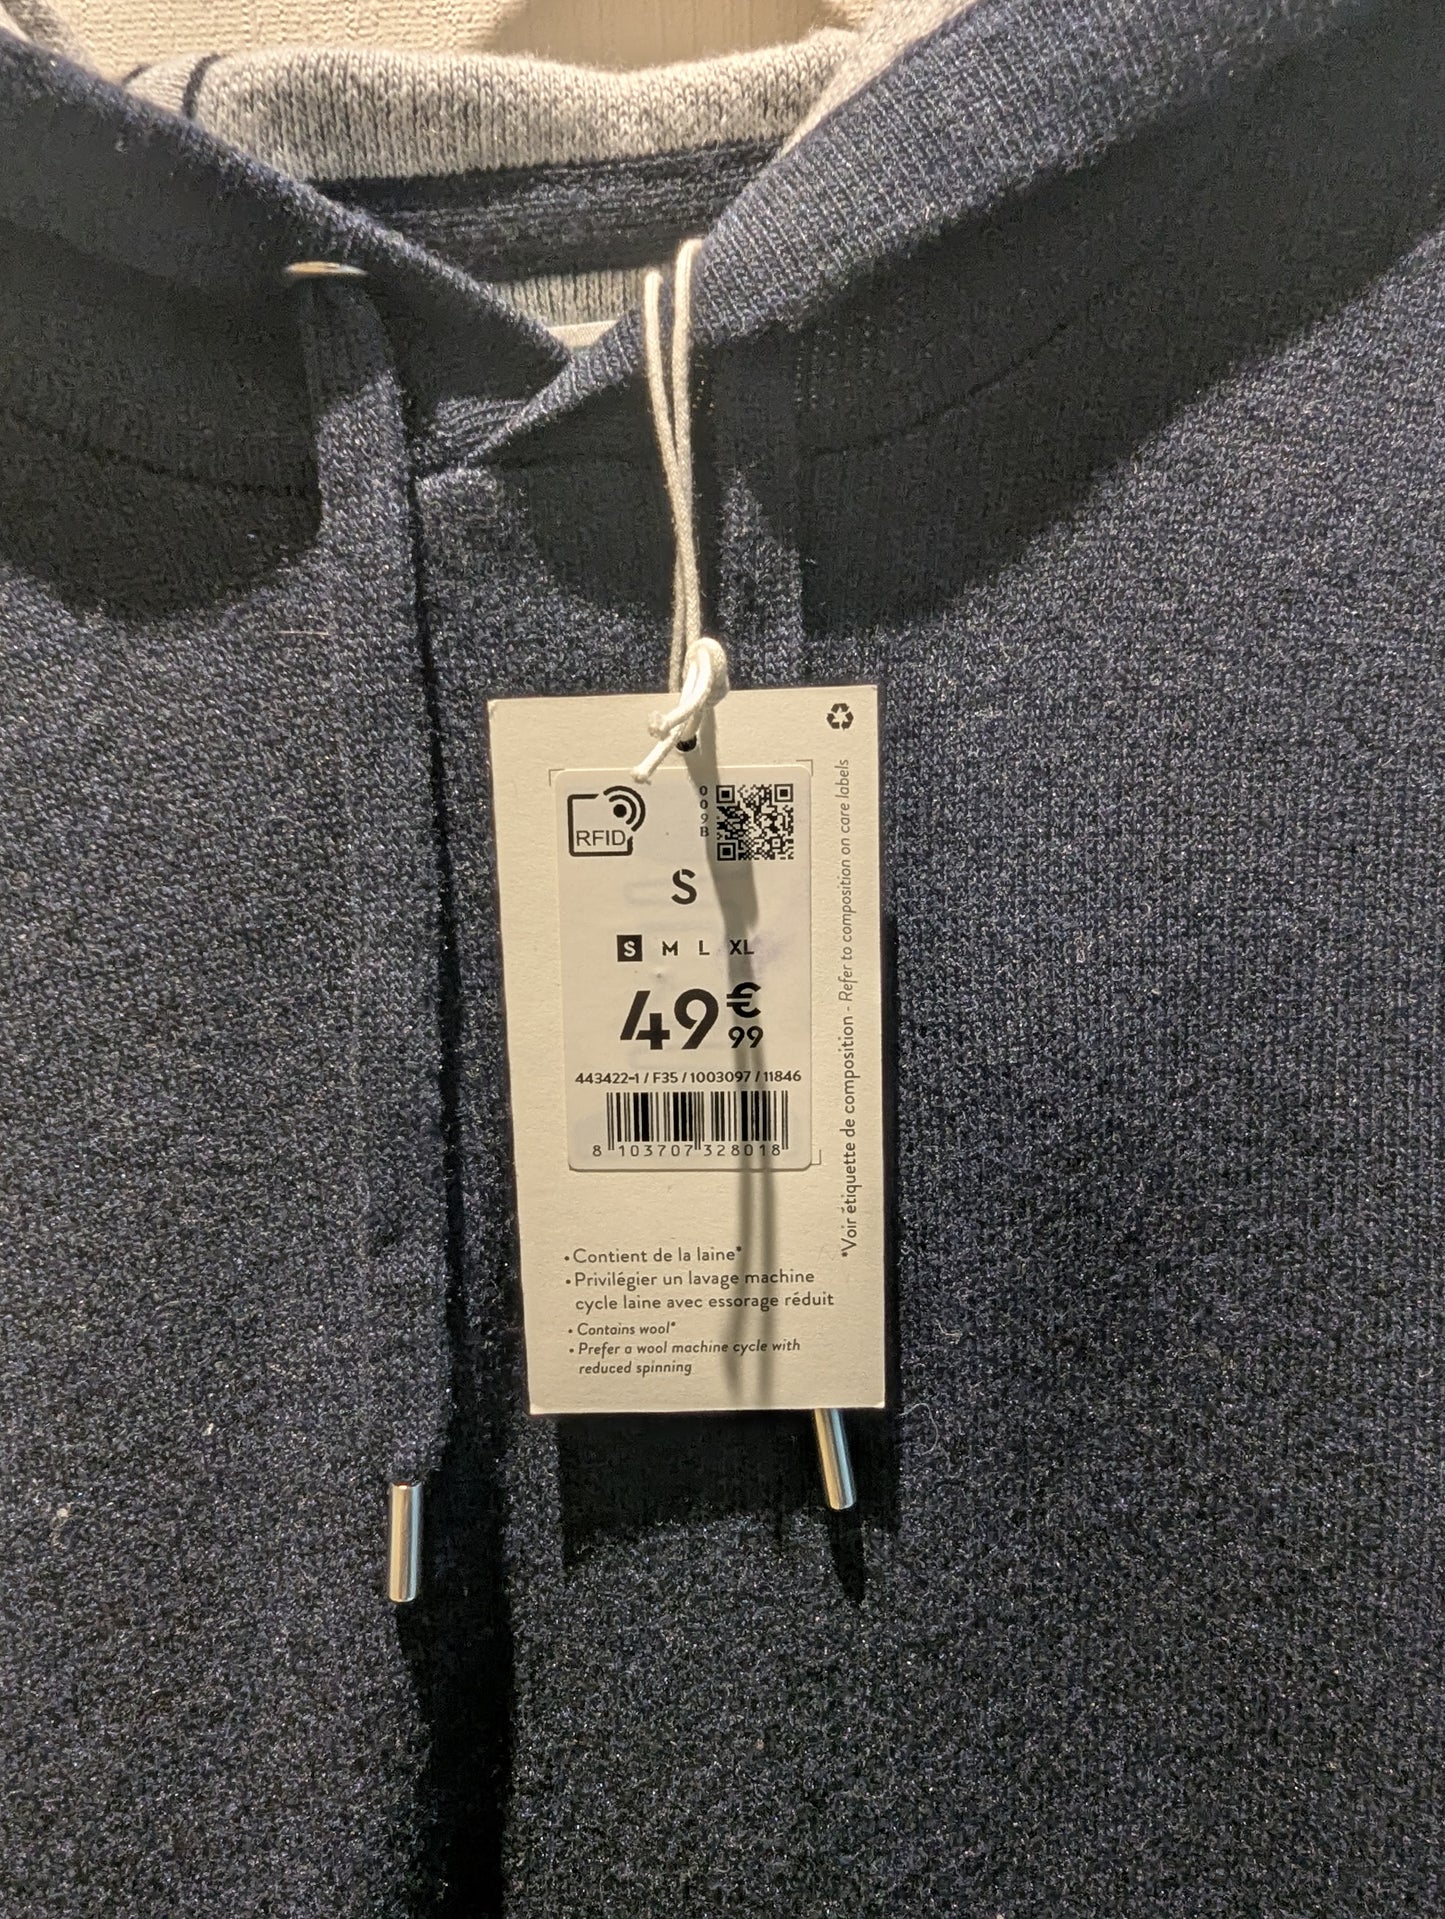 RFID
009B
S
S M L XL
49€99
443422-1 / F35 / 1003097 / 11846
8 103707 328018
• Contient de la laine*
• Privilégier un lavage machine
cycle laine avec essorage réduit
• Contains wool*
• Prefer a wool machine cycle with
reduced spinning
*Voir étiquette de composition - Refer to composition on care labels